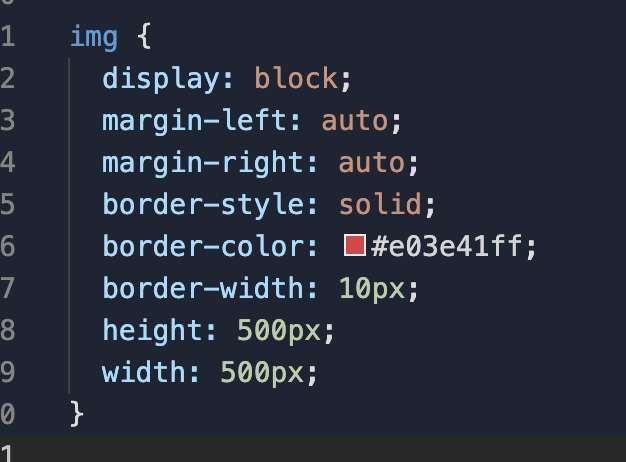 1 img {
2 display: block;
3 margin-left: auto;
4 margin-right: auto;
5 border-style: solid;
6 border-color: #e03e41ff;
7 border-width: 10px;
8 height: 500px;
9 width: 500px;
0 }
1